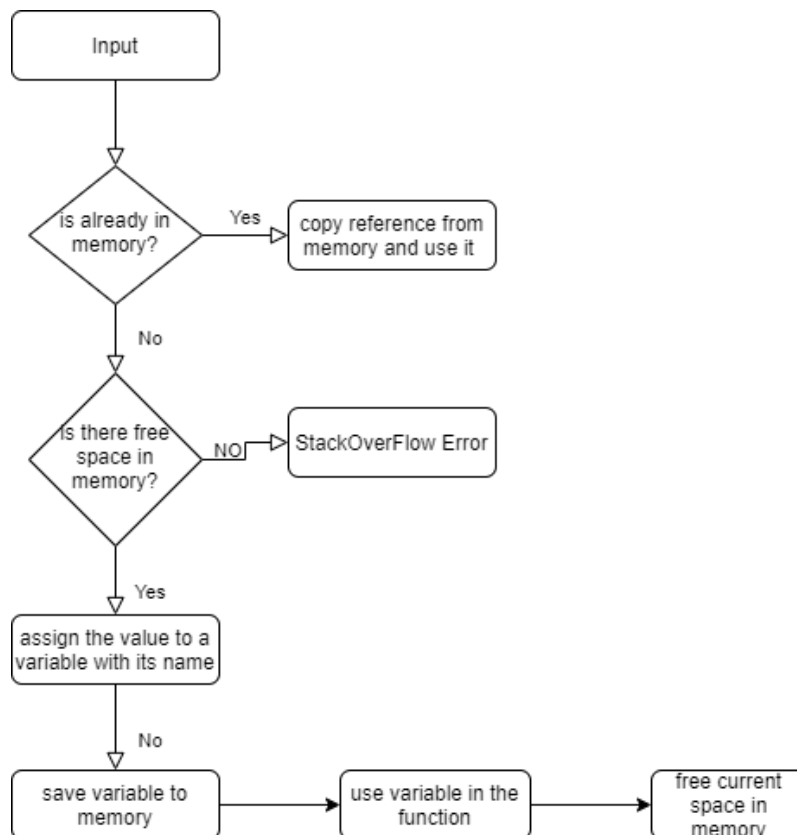 Input
is already in
memory?
Yes
copy reference from
memory and use it
No
Is there free
space in
memory?
NO
StackOverFlow Error
Yes
assign the value to a
variable with its name
No
save variable to
memory
use variable in the
function
free current
space in
memory